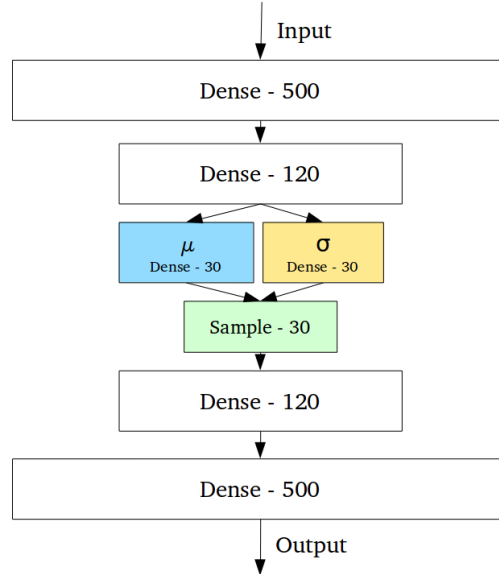 Input
Dense - 500
Dense - 120
μ
Dense - 30
σ
Dense - 30
Sample - 30
Dense - 120
Dense - 500
Output